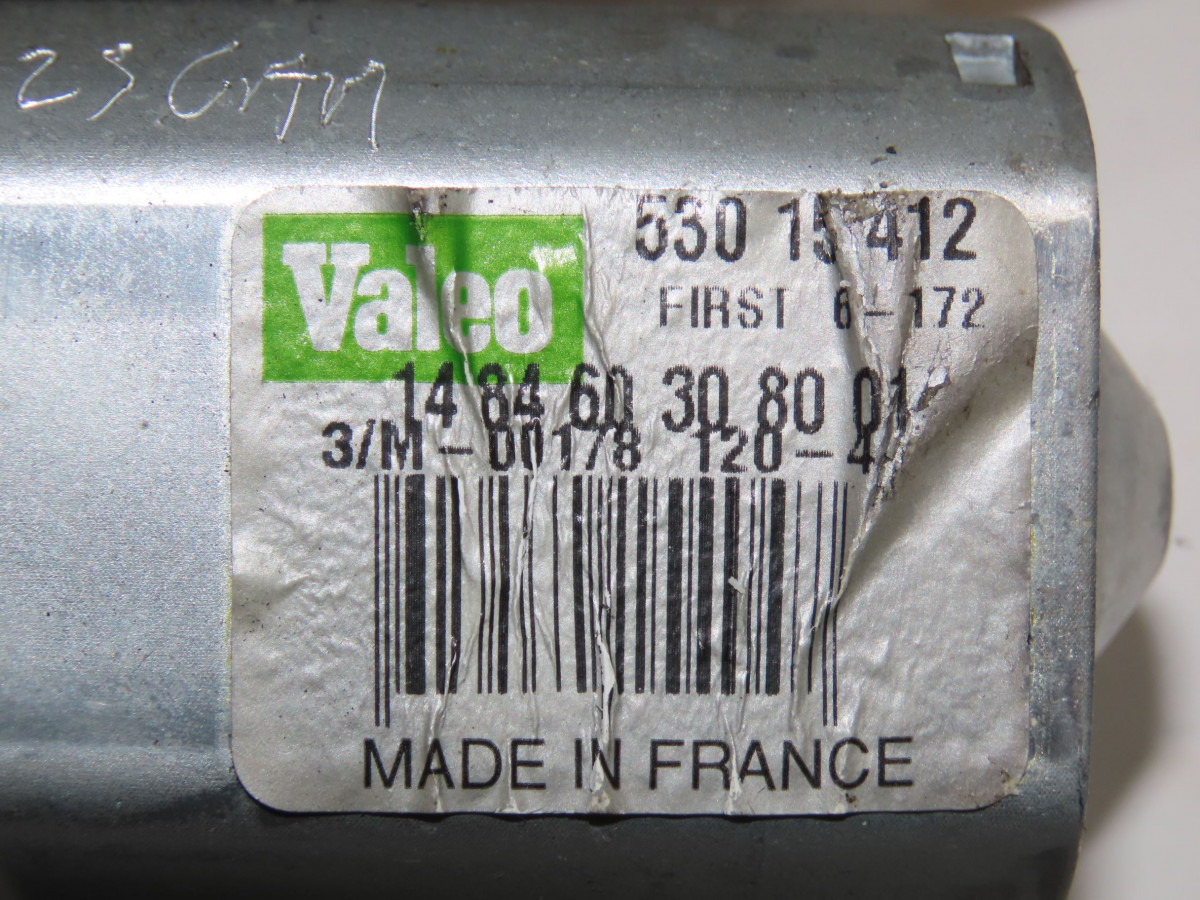 Valeo
530 15 412
FIRST 6-172
14 84 60 30 80 01
3/M-00178 120-4
MADE IN FRANCE